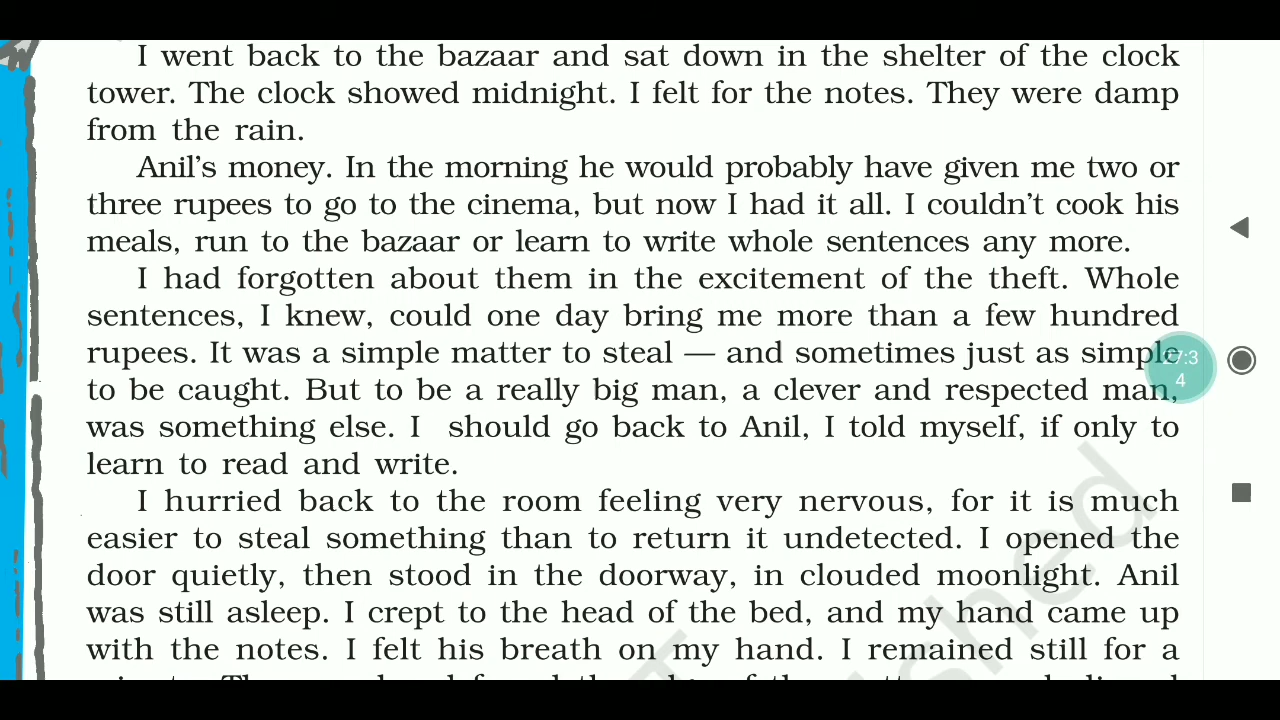 I went back to the bazaar and sat down in the shelter of the clock
tower. The clock showed midnight. I felt for the notes. They were damp
from the rain.
Anil's money. In the morning he would probably have given me two or
three rupees to go to the cinema, but now I had it all. I couldn't cook his
meals, run to the bazaar or learn to write whole sentences any more.
I had forgotten about them in the excitement of the theft. Whole
sentences, I knew, could one day bring me more than a few hundred
rupees. It was a simple matter to steal — and sometimes just as simple
to be caught. But to be a really big man, a clever and respected man,
was something else. I should go back to Anil, I told myself, if only to
learn to read and write.
I hurried back to the room feeling very nervous, for it is much
easier to steal something than to return it undetected. I opened the
door quietly, then stood in the doorway, in clouded moonlight. Anil
was still asleep. I crept to the head of the bed, and my hand came up
with the notes. I felt his breath on my hand. I remained still for a